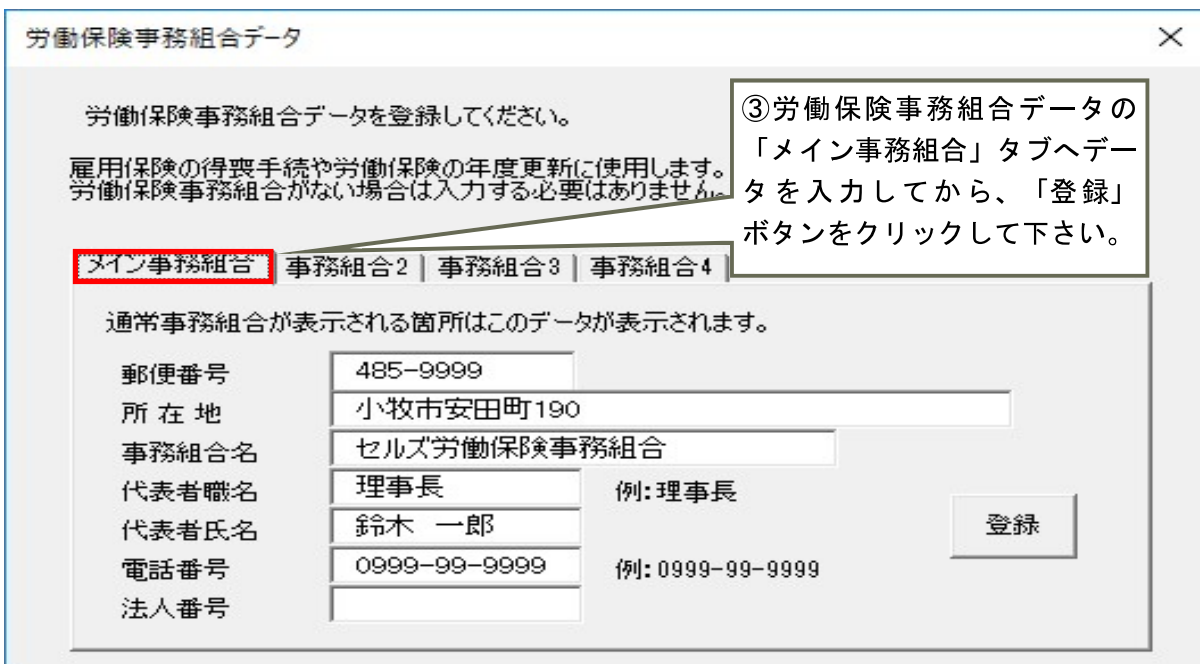 労働保険事務組合データ
労働保険事務組合データを登録してください。
雇用保険の得喪手続や労働保険の年度更新に使用します。
労働保険事務組合がない場合は入力する必要はありません。
③労働保険事務組合データの
「メイン事務組合」タブへデー
タを入力してから、「登録」
ボタンをクリックして下さい。
メイン事務組合 事務組合2 事務組合3 事務組合4
通常事務組合が表示される箇所はこのデータが表示されます。
郵便番号 485-9999
所在地 小牧市安田町190
事務組合名 セルズ労働保険事務組合
代表者職名 理事長 例:理事長
代表者氏名 鈴木 一郎
登録
電話番号 0999-99-9999 例:0999-99-9999
法人番号